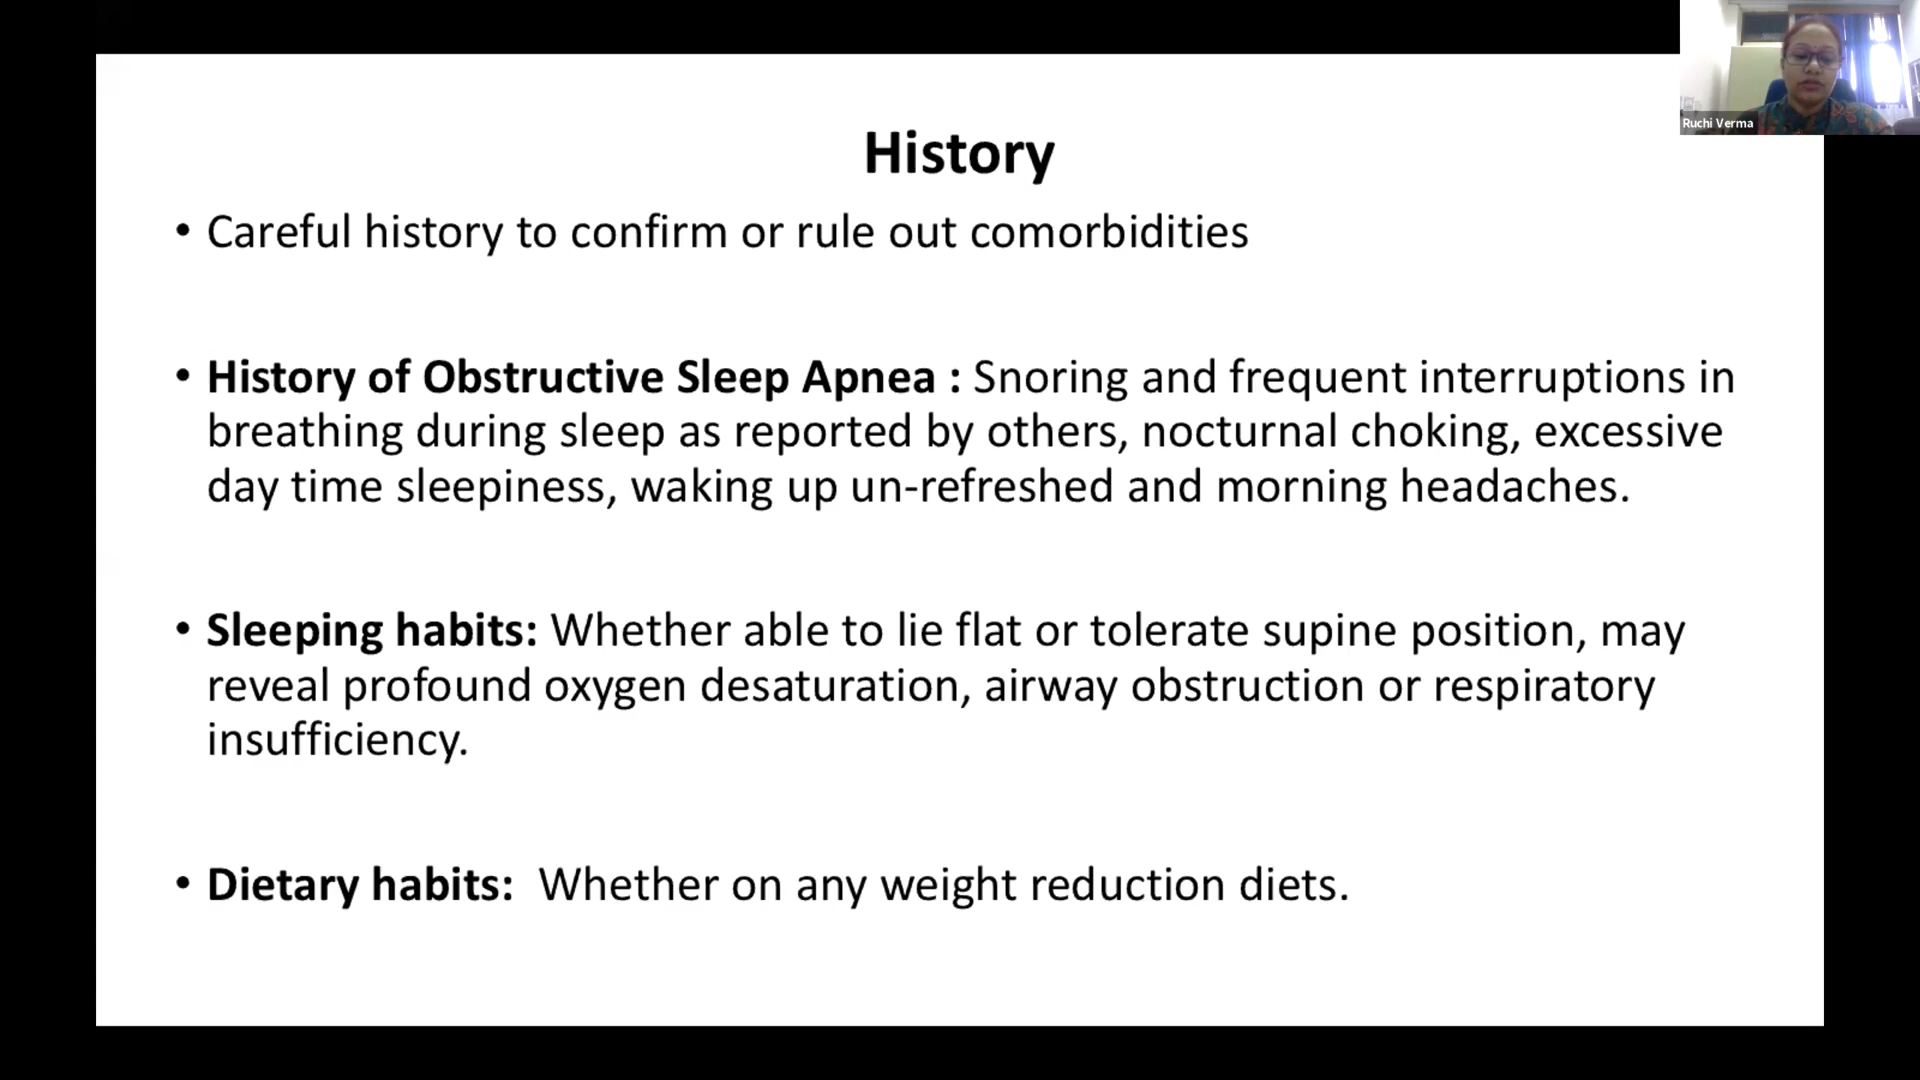 Ruchi Verma
History
• Careful history to confirm or rule out comorbidities
• History of Obstructive Sleep Apnea : Snoring and frequent interruptions in
breathing during sleep as reported by others, nocturnal choking, excessive
day time sleepiness, waking up un-refreshed and morning headaches.
• Sleeping habits: Whether able to lie flat or tolerate supine position, may
reveal profound oxygen desaturation, airway obstruction or respiratory
insufficiency.
• Dietary habits:  Whether on any weight reduction diets.